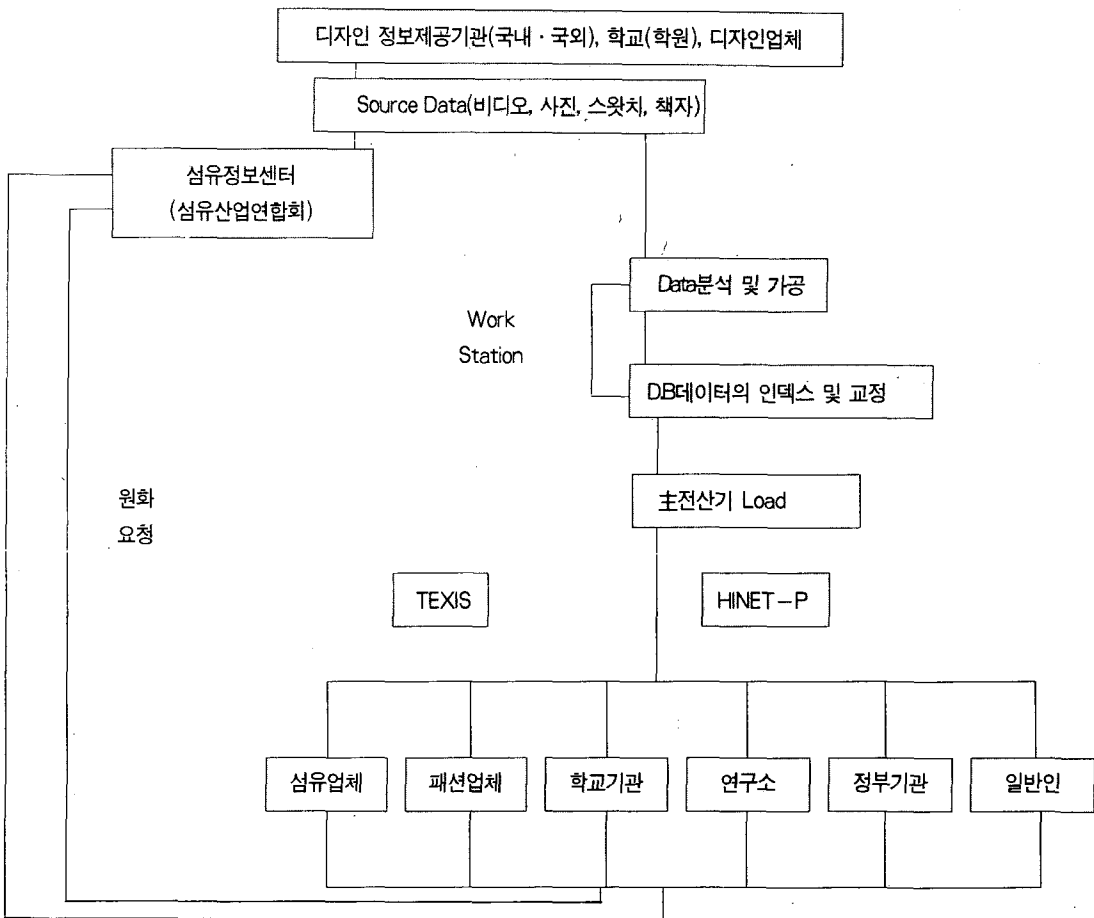 디자인 정보제공기관(국내 · 국외), 학교(학원), 디자인업체
Source Data(비디오, 사진, 스왓치, 책자)
섬유정보센터
(섬유산업연합회)
Data분석 및 가공
Work
Station
D.B데이터의 인덱스 및 교정
主전산기 Load
원화
요청
TEXIS
HINET-P
섬유업체
패션업체
학교기관
연구소
정부기관
일반인